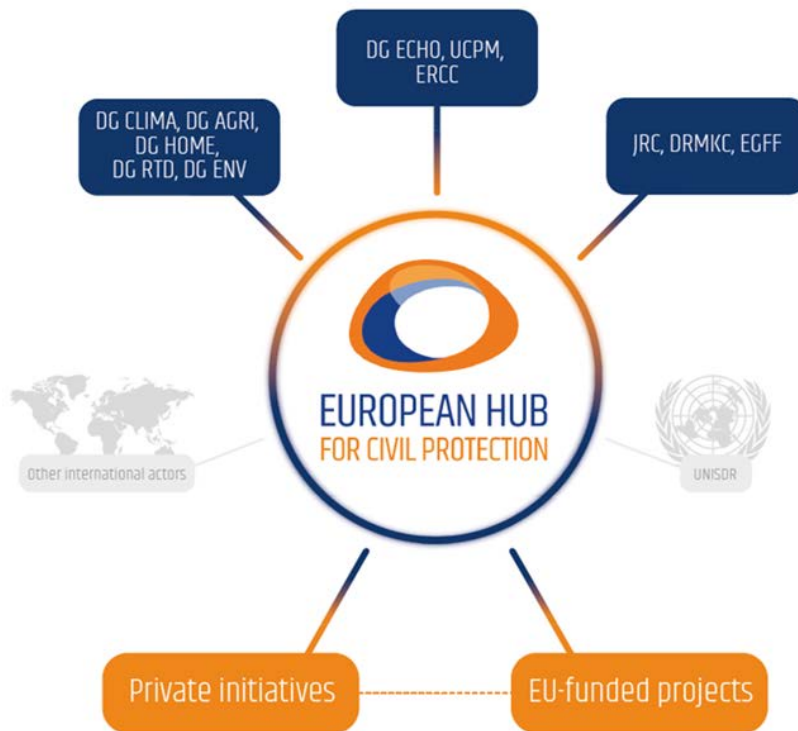 DG ECHO, UCPM,
ERCC
DG CLIMA, DG AGRI,
DG HOME,
DG RTD, DG ENV
JRC, DRMKC, EGFF
EUROPEAN HUB
FOR CIVIL PROTECTION
Other international actors
UNISDR
Private initiatives
EU-funded projects